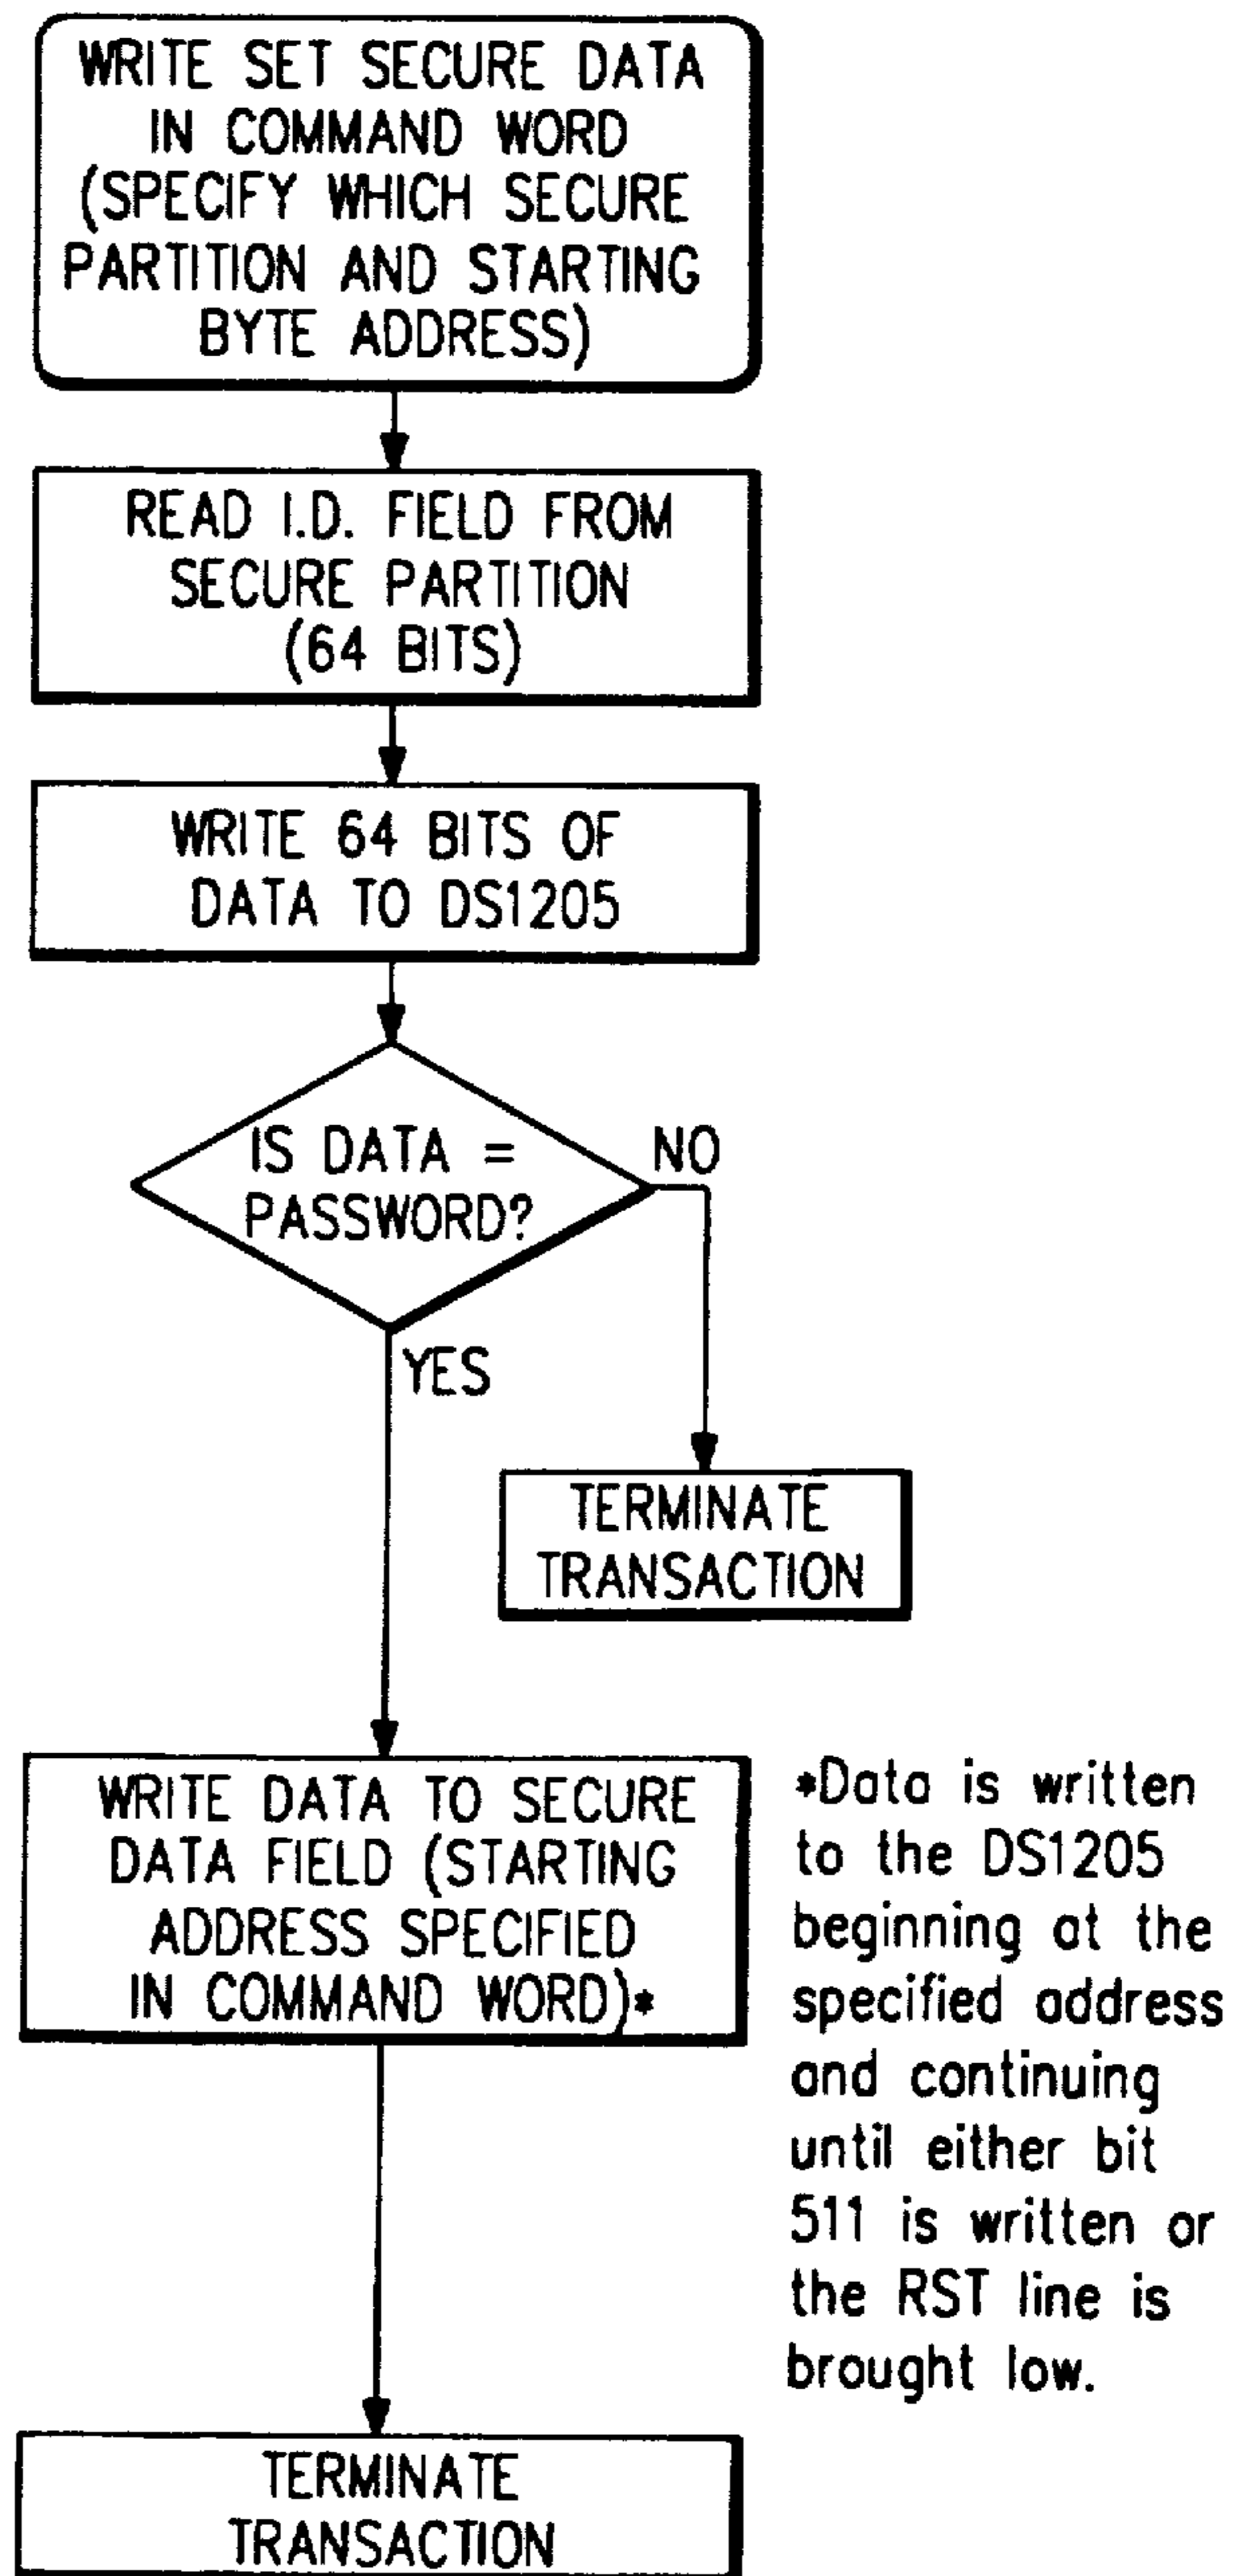 WRITE SET SECURE DATA
IN COMMAND WORD
(SPECIFY WHICH SECURE
PARTITION AND STARTING
BYTE ADDRESS)
READ I.D. FIELD FROM
SECURE PARTITION
(64 BITS)
WRITE 64 BITS OF
DATA TO DS1205
IS DATA =
PASSWORD?
NO
YES
TERMINATE
TRANSACTION
WRITE DATA TO SECURE
DATA FIELD (STARTING
ADDRESS SPECIFIED
IN COMMAND WORD)*
*Data is written
to the DS1205
beginning at the
specified address
and continuing
until either bit
511 is written or
the RST line is
brought low.
TERMINATE
TRANSACTION